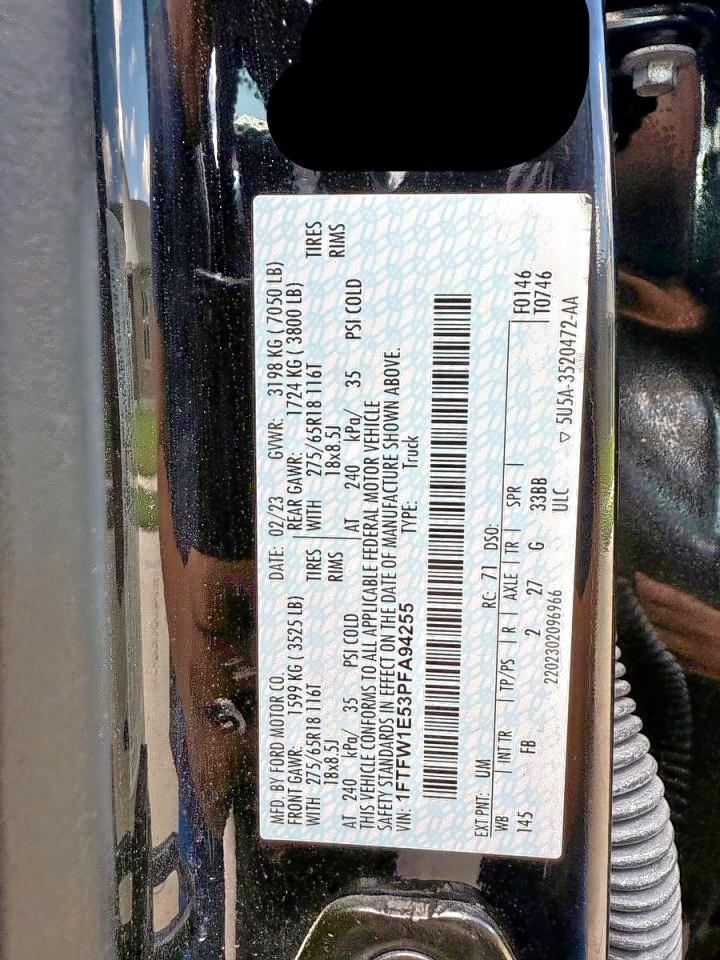 MFD. BY FORD MOTOR CO. DATE: 02/23 GVWR: 3198 KG ( 7050 LB)
FRONT GAWR: 1599 KG ( 3525 LB) REAR GAWR: 1724 KG ( 3800 LB)
WITH 275/65R18 116T TIRES WITH 275/65R18 116T TIRES
18x8.5J RIMS 18x8.5J RIMS
AT 240 kPa/ 35 PSI COLD AT 240 kPa/ 35 PSI COLD
THIS VEHICLE CONFORMS TO ALL APPLICABLE FEDERAL MOTOR VEHICLE
SAFETY STANDARDS IN EFFECT ON THE DATE OF MANUFACTURE SHOWN ABOVE.
VIN: 1FTFW1E53PFA94255 TYPE: Truck
EXT PNT: UM RC: 71 DSO:
WB INT TR TP/PS R AXLE TR SPR F0146
145 FB 2 27 G 33BB T0746
ULC
2202302096966 ▽ 5U5A-3520472-AA